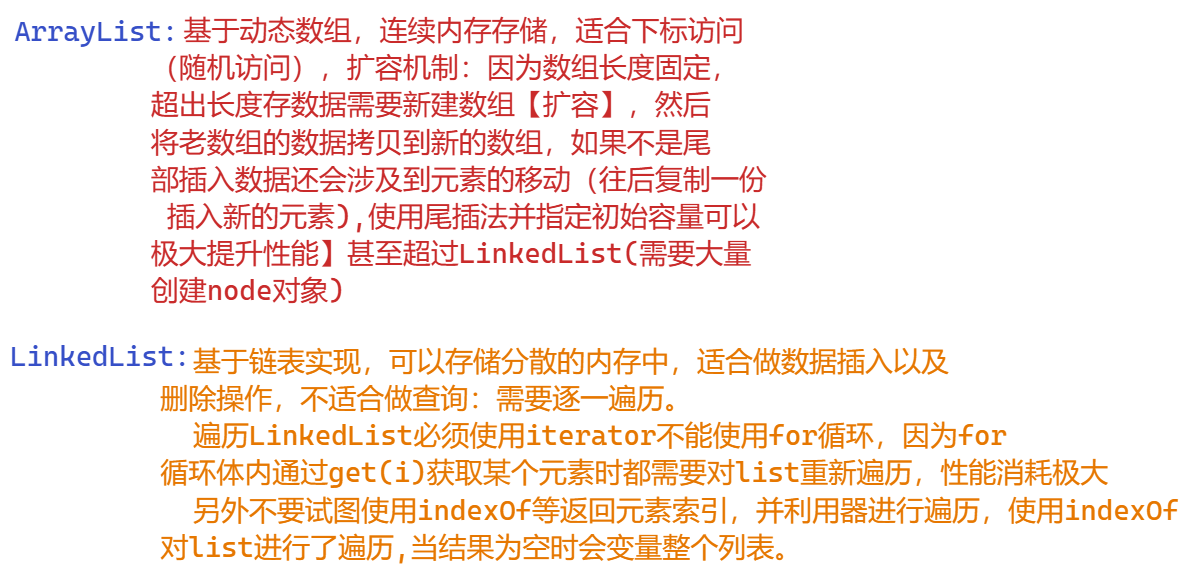 ArrayList：基于动态数组，连续内存存储，适合下标访问
（随机访问），扩容机制：因为数组长度固定，
超出长度存数据需要新建数组【扩容】，然后
将老数组的数据拷贝到新的数组，如果不是尾
部插入数据还会涉及到元素的移动（往后复制一份
插入新的元素),使用尾插法并指定初始容量可以
极大提升性能】甚至超过LinkedList(需要大量
创建node对象)
LinkedList：基于链表实现，可以存储分散的内存中，适合做数据插入以及
删除操作，不适合做查询：需要逐一遍历。
遍历LinkedList必须使用iterator不能使用for循环，因为for
循环体内通过get(i)获取某个元素时都需要对list重新遍历，性能消耗极大
另外不要试图使用indexOf等返回元素索引，并利用器进行遍历，使用indexOf
对list进行了遍历,当结果为空时会变量整个列表。